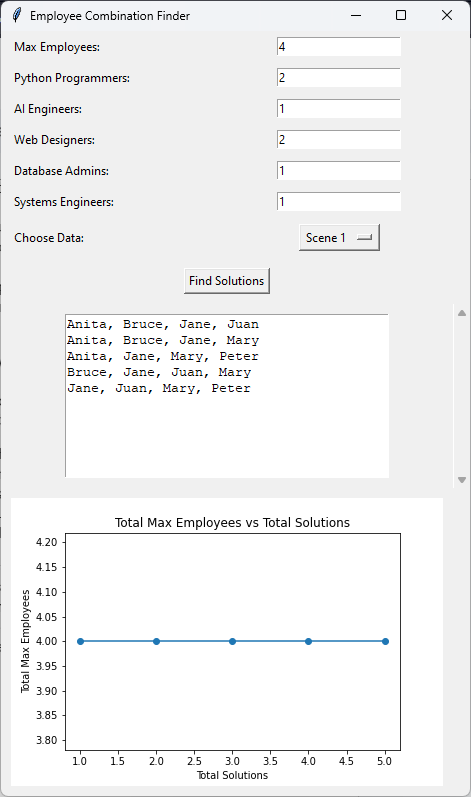 Employee Combination Finder
Max Employees: 4
Python Programmers: 2
AI Engineers: 1
Web Designers: 2
Database Admins: 1
Systems Engineers: 1
Choose Data: Scene 1
Find Solutions
Anita, Bruce, Jane, Juan
Anita, Bruce, Jane, Mary
Anita, Jane, Mary, Peter
Bruce, Jane, Juan, Mary
Jane, Juan, Mary, Peter
Total Max Employees vs Total Solutions
Total Max Employees
4.20
4.15
4.10
4.05
4.00
3.95
3.90
3.85
3.80
1.0 1.5 2.0 2.5 3.0 3.5 4.0 4.5 5.0
Total Solutions